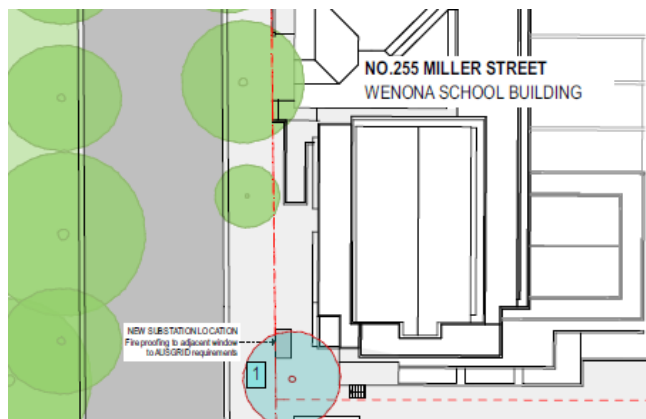 NO.255 MILLER STREET
WENONA SCHOOL BUILDING
NEW SUBSTATION LOCATION
Fire proofing to adjacent window
to AUSGRID requirements
1